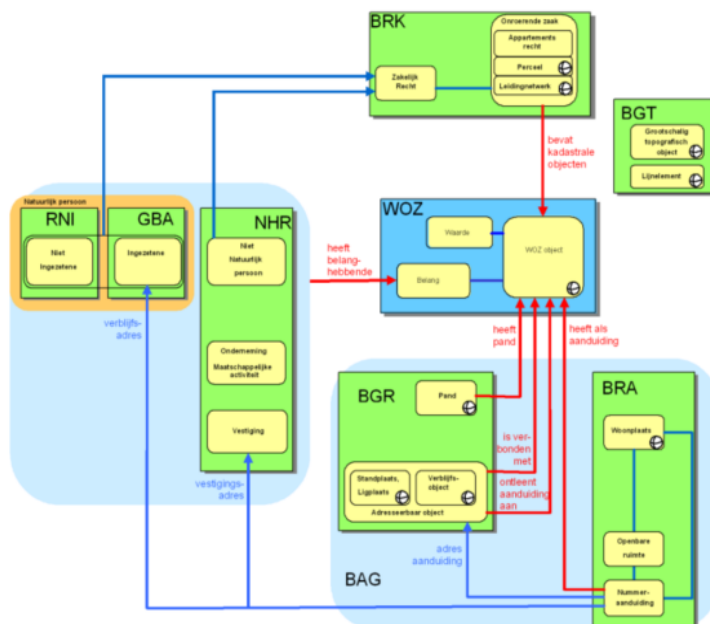 BRK
Onroerende zaak
Appartements
recht
Perceel
Leidingnetwerk
Zakelijk
Recht
BGT
Grootschalig
topografisch
object
Lijnelement
bevat
kadastrale
objecten
Natuurlijk persoon
RNI
GBA
NHR
Niet
Ingezetene
Ingezetene
Niet
Natuurlijk
persoon
WOZ
Waarde
WOZ object
Belang
heeft
belang-
hebbende
verblijfs-
adres
Onderneming
Maatschappelijke
activiteit
Vestiging
vestigings-
adres
heeft
pand
heeft als
aanduiding
BGR
Pand
BRA
Woonplaats
is ver-
bonden
met
Standplaats,
Ligplaats
Verblijfs-
object
Adresseerbaar object
ontleent
aanduiding
aan
adres
aanduiding
Openbare
ruimte
Nummer-
aanduiding
BAG